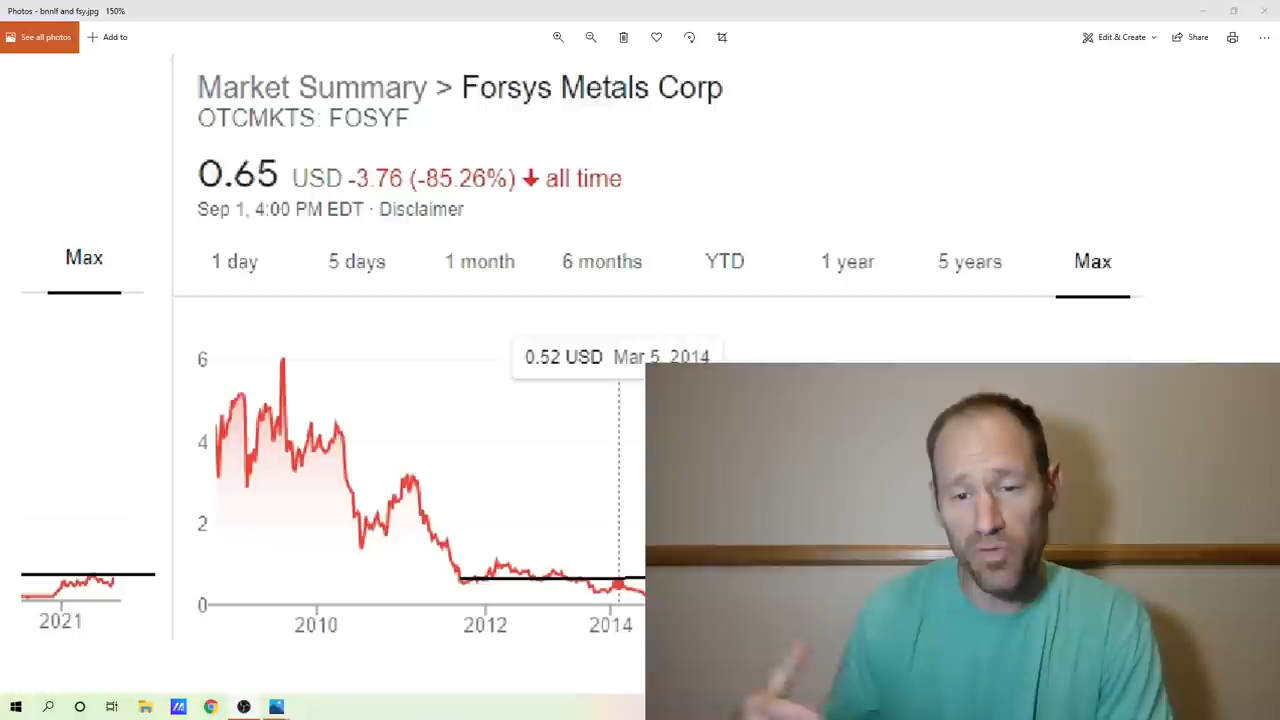 Photos - bnnlf and fsy.jpg 150%
See all photos
Add to
Edit & Create
Share
Market Summary > Forsys Metals Corp
OTCMKTS: FOSYF
0.65 USD -3.76 (-85.26%) all time
Sep 1, 4:00 PM EDT · Disclaimer
Max
1 day 5 days 1 month 6 months YTD 1 year 5 years Max
0.52 USD Mar 5, 2014
6
4
2
0
2021
2010 2012 2014